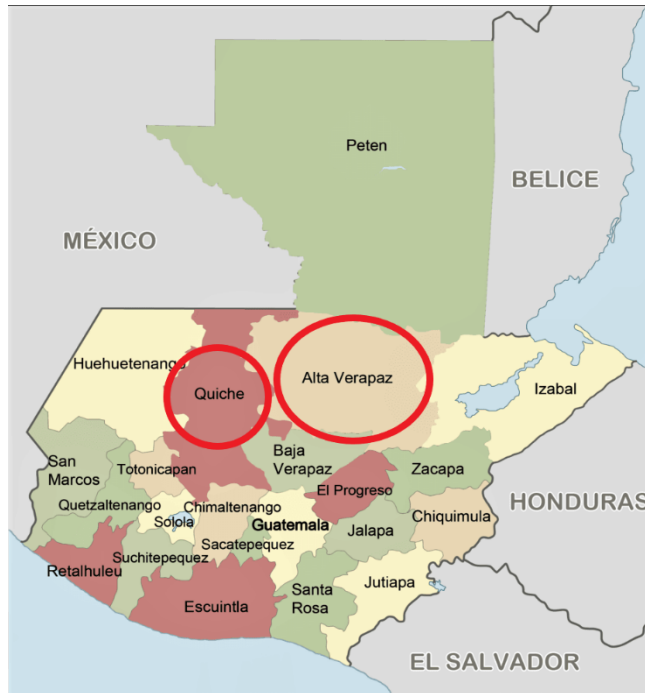 Peten
BELICE
MÉXICO
Huehuetenango
Quiche
Alta Verapaz
Izabal
San
Marcos
Totonicapan
Baja
Verapaz
El Progreso
Zacapa
Quetzaltenango
Solola
Chimaltenango
Guatemala
Sacatepequez
Jalapa
Chiquimula
HONDURAS
Retalhuleu
Suchitepequez
Escuintla
Santa
Rosa
Jutiapa
EL SALVADOR